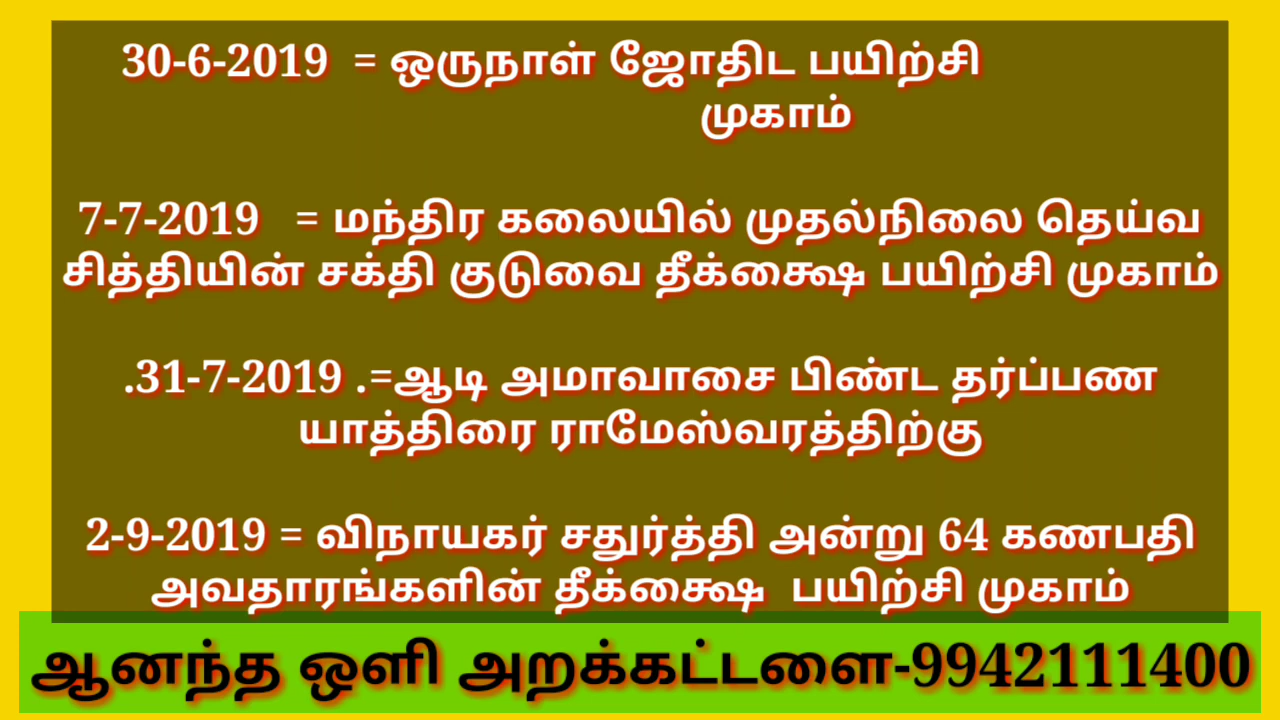 30-6-2019 = ஒருநாள் ஜோதிட பயிற்சி
முகாம்
7-7-2019 = மந்திர கலையில் முதல்நிலை தெய்வ
சித்தியின் சக்தி குடுவை தீக்க்ஷை பயிற்சி முகாம்
.31-7-2019 .=ஆடி அமாவாசை பிண்ட தர்ப்பண
யாத்திரை ராமேஸ்வரத்திற்கு
2-9-2019 = விநாயகர் சதுர்த்தி அன்று 64 கணபதி
அவதாரங்களின் தீக்க்ஷை பயிற்சி முகாம்
ஆனந்த ஒளி அறக்கட்டளை-9942111400